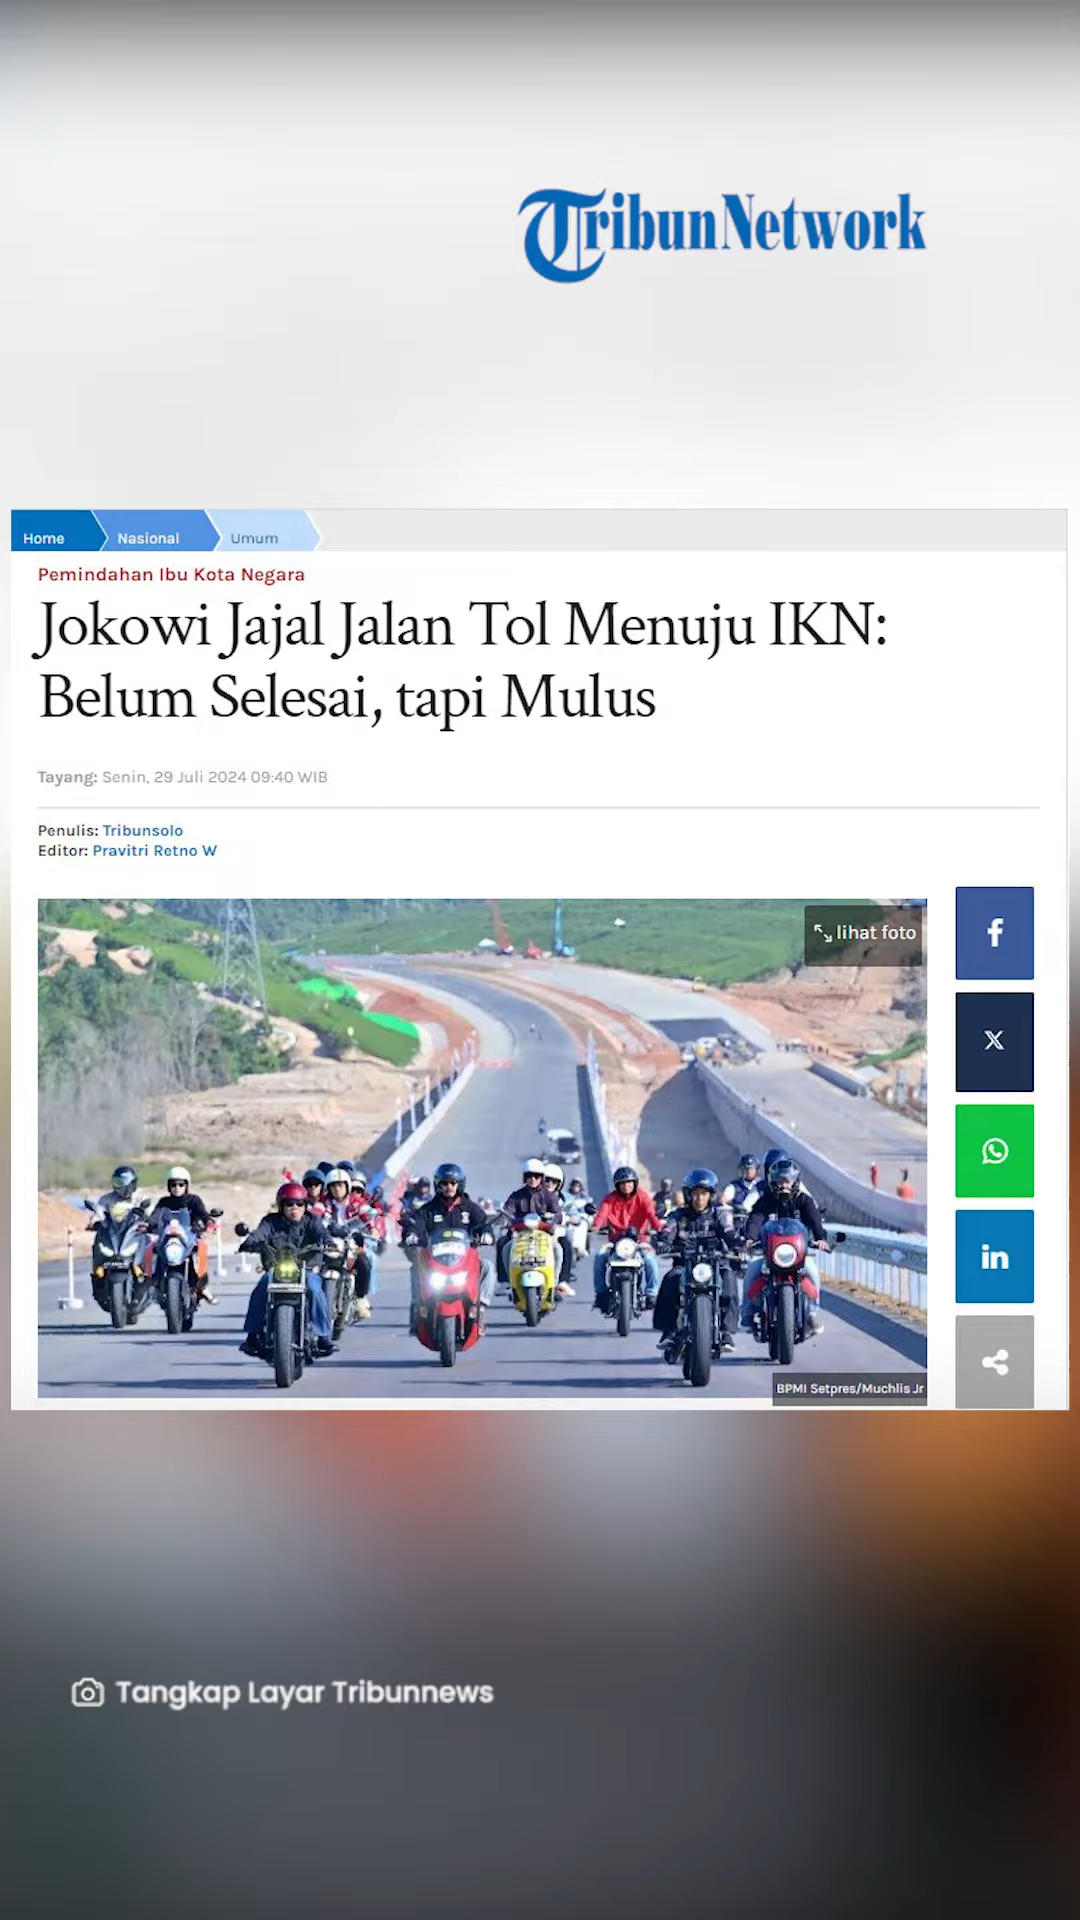 TribunNetwork
Home Nasional Umum
Pemindahan Ibu Kota Negara
Jokowi Jajal Jalan Tol Menuju IKN:
Belum Selesai, tapi Mulus
Tayang: Senin, 29 Juli 2024 09:40 WIB
Penulis: Tribunsolo
Editor: Pravitri Retno W
lihat foto
BPMI Setpres/Muchlis Jr
Tangkap Layar Tribunnews